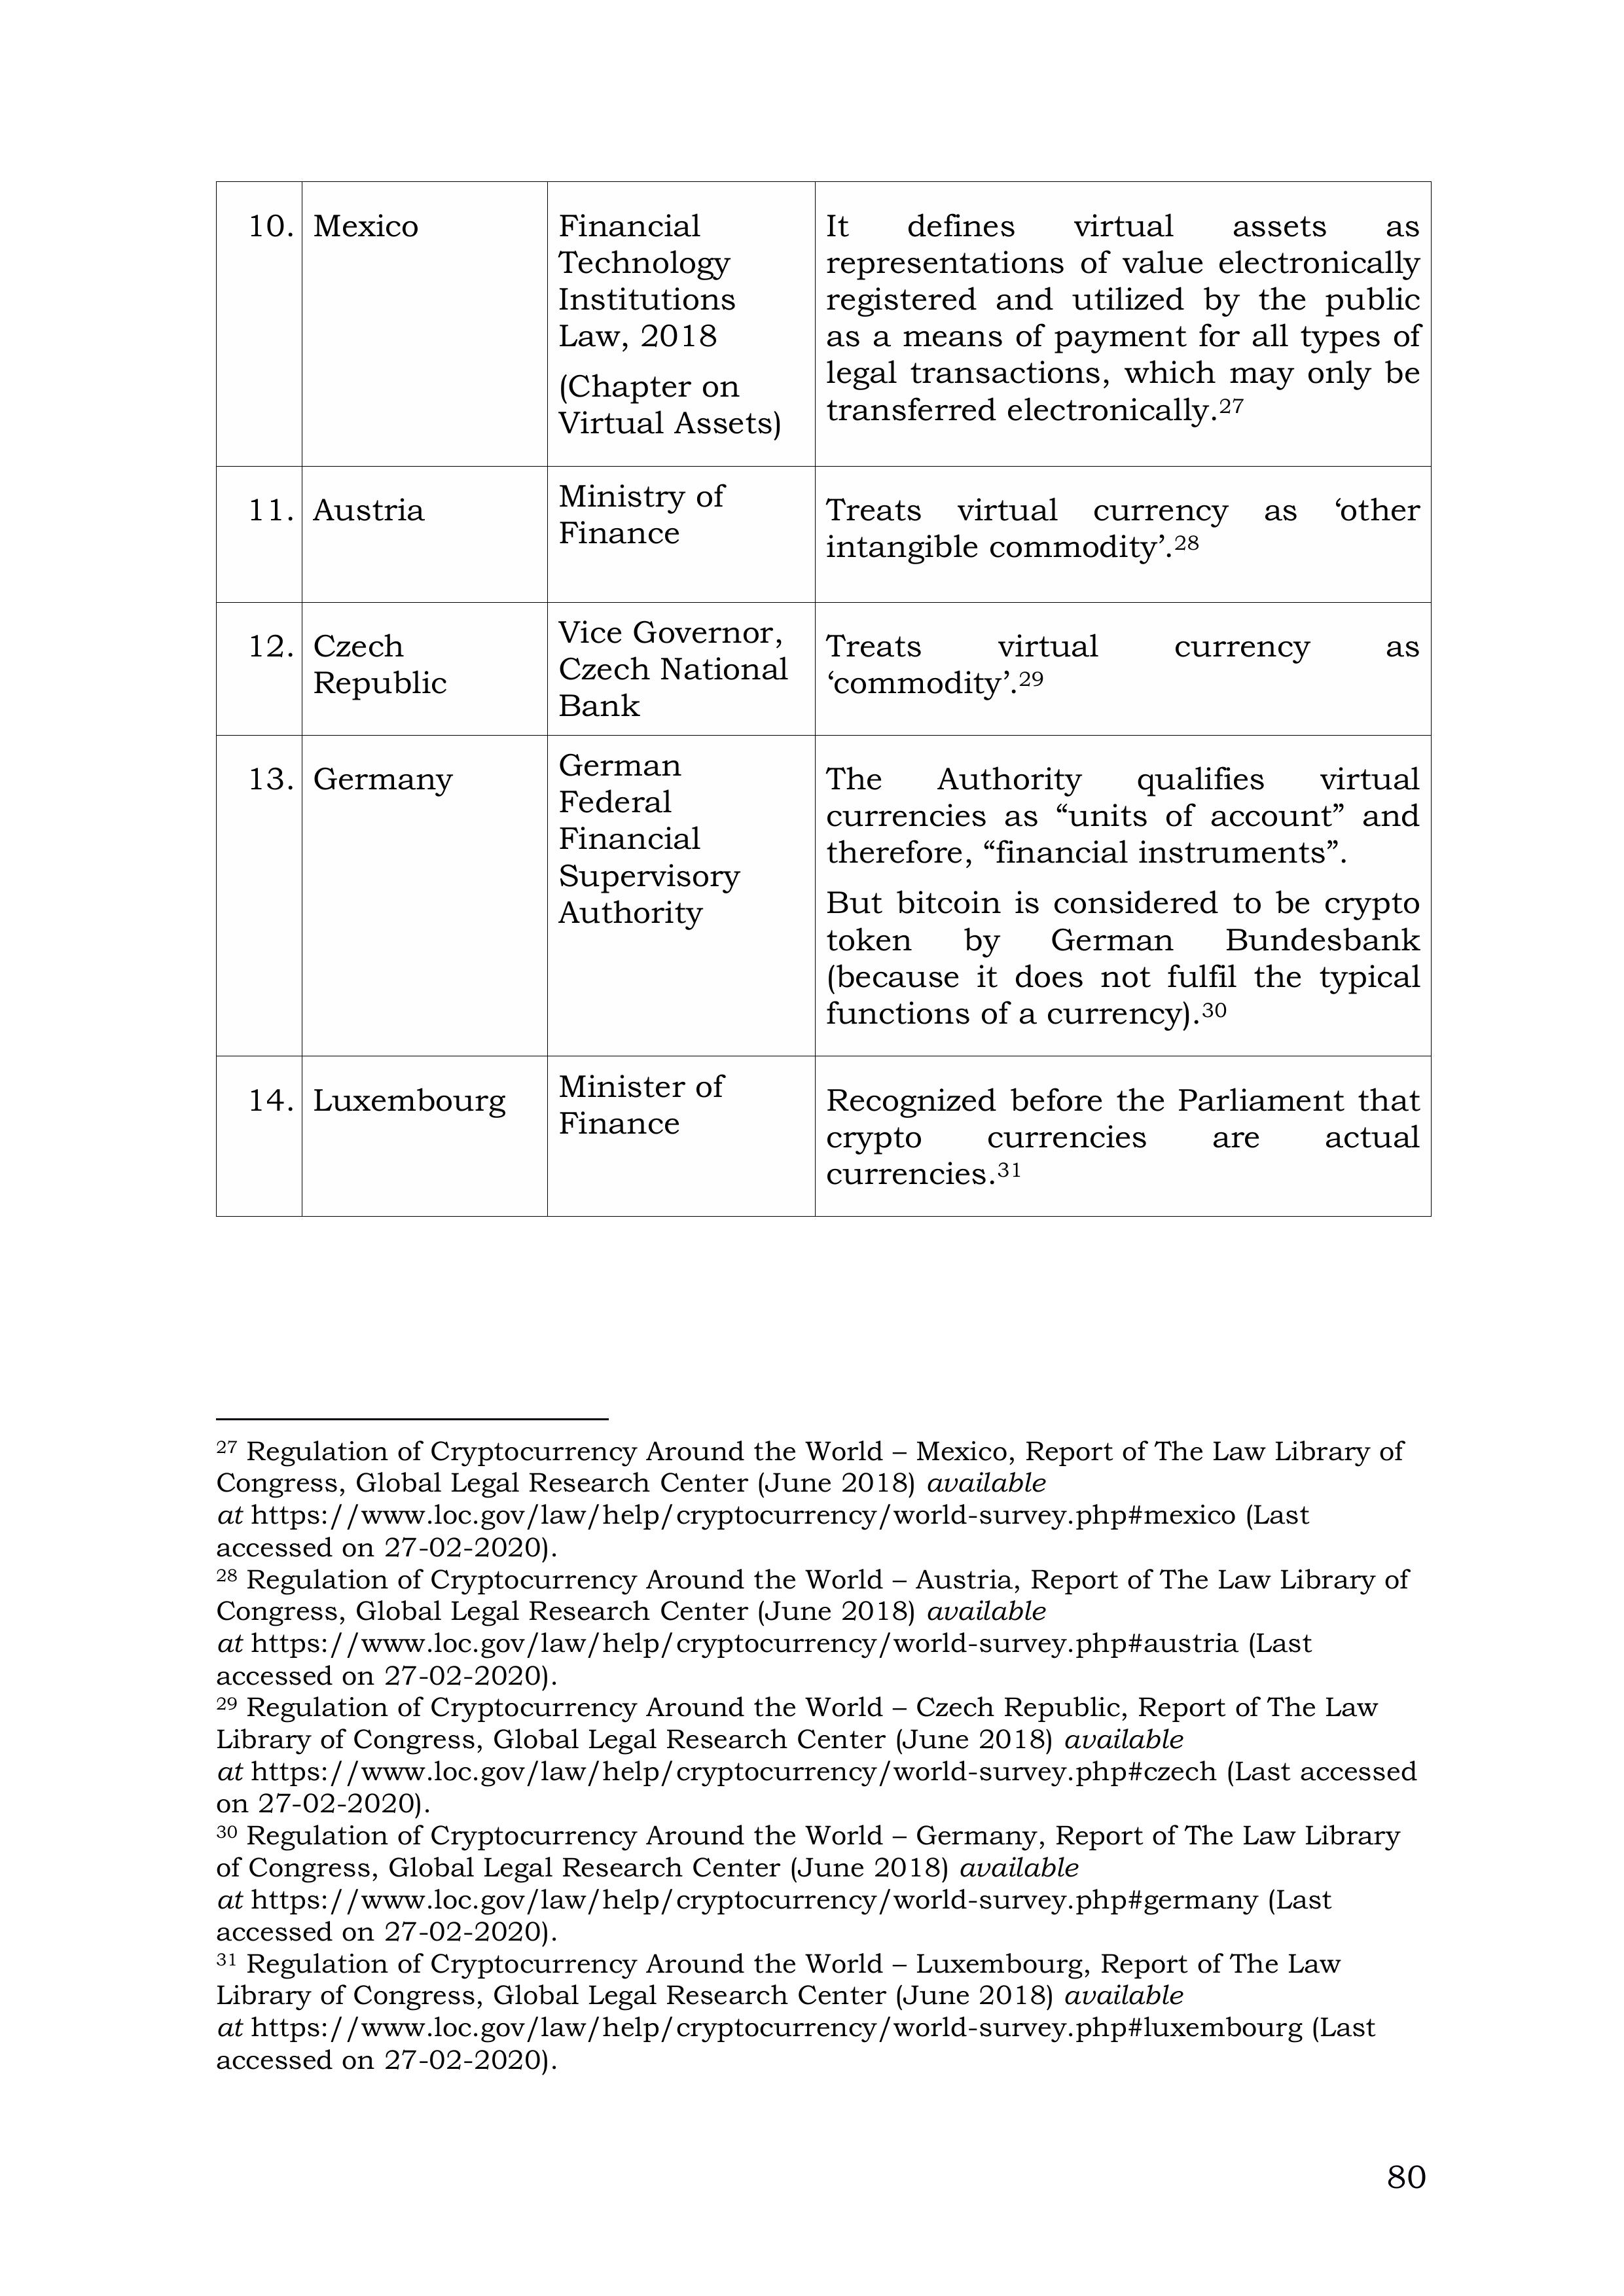 10. Mexico
Financial
Technology
Institutions
Law, 2018
(Chapter on
Virtual Assets)
It defines virtual assets as
representations of value electronically
registered and utilized by the public
as a means of payment for all types of
legal transactions, which may only be
transferred electronically.27
11. Austria
Ministry of
Finance
Treats virtual currency as ‘other
intangible commodity’.28
12. Czech
Republic
Vice Governor,
Czech National
Bank
Treats virtual currency as
‘commodity’.29
13. Germany
German
Federal
Financial
Supervisory
Authority
The Authority qualifies virtual
currencies as “units of account” and
therefore, “financial instruments”.
But bitcoin is considered to be crypto
token by German Bundesbank
(because it does not fulfil the typical
functions of a currency).30
14. Luxembourg
Minister of
Finance
Recognized before the Parliament that
crypto currencies are actual
currencies.31
27 Regulation of Cryptocurrency Around the World – Mexico, Report of The Law Library of
Congress, Global Legal Research Center (June 2018) available
at https://www.loc.gov/law/help/cryptocurrency/world-survey.php#mexico (Last
accessed on 27-02-2020).
28 Regulation of Cryptocurrency Around the World – Austria, Report of The Law Library of
Congress, Global Legal Research Center (June 2018) available
at https://www.loc.gov/law/help/cryptocurrency/world-survey.php#austria (Last
accessed on 27-02-2020).
29 Regulation of Cryptocurrency Around the World – Czech Republic, Report of The Law
Library of Congress, Global Legal Research Center (June 2018) available
at https://www.loc.gov/law/help/cryptocurrency/world-survey.php#czech (Last accessed
on 27-02-2020).
30 Regulation of Cryptocurrency Around the World – Germany, Report of The Law Library
of Congress, Global Legal Research Center (June 2018) available
at https://www.loc.gov/law/help/cryptocurrency/world-survey.php#germany (Last
accessed on 27-02-2020).
31 Regulation of Cryptocurrency Around the World – Luxembourg, Report of The Law
Library of Congress, Global Legal Research Center (June 2018) available
at https://www.loc.gov/law/help/cryptocurrency/world-survey.php#luxembourg (Last
accessed on 27-02-2020).
80